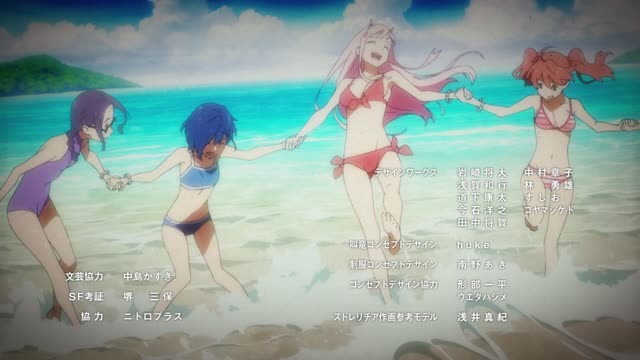 デザインワークス 岩崎将大 中村章子
浅賀和行 林 勇雄
竹下康太 すしお
今石洋之 コヤマシゲト
田中将賀
叫竜コンセプトデザイン huke
制服コンセプトデザイン 南野あき
コンセプトデザイン協力 形部一平
ウエダハジメ
ストレリチア作画参考モデル 浅井真紀
文芸協力 中島かずき
SF考証 堺 三保
協力 ニトロプラス